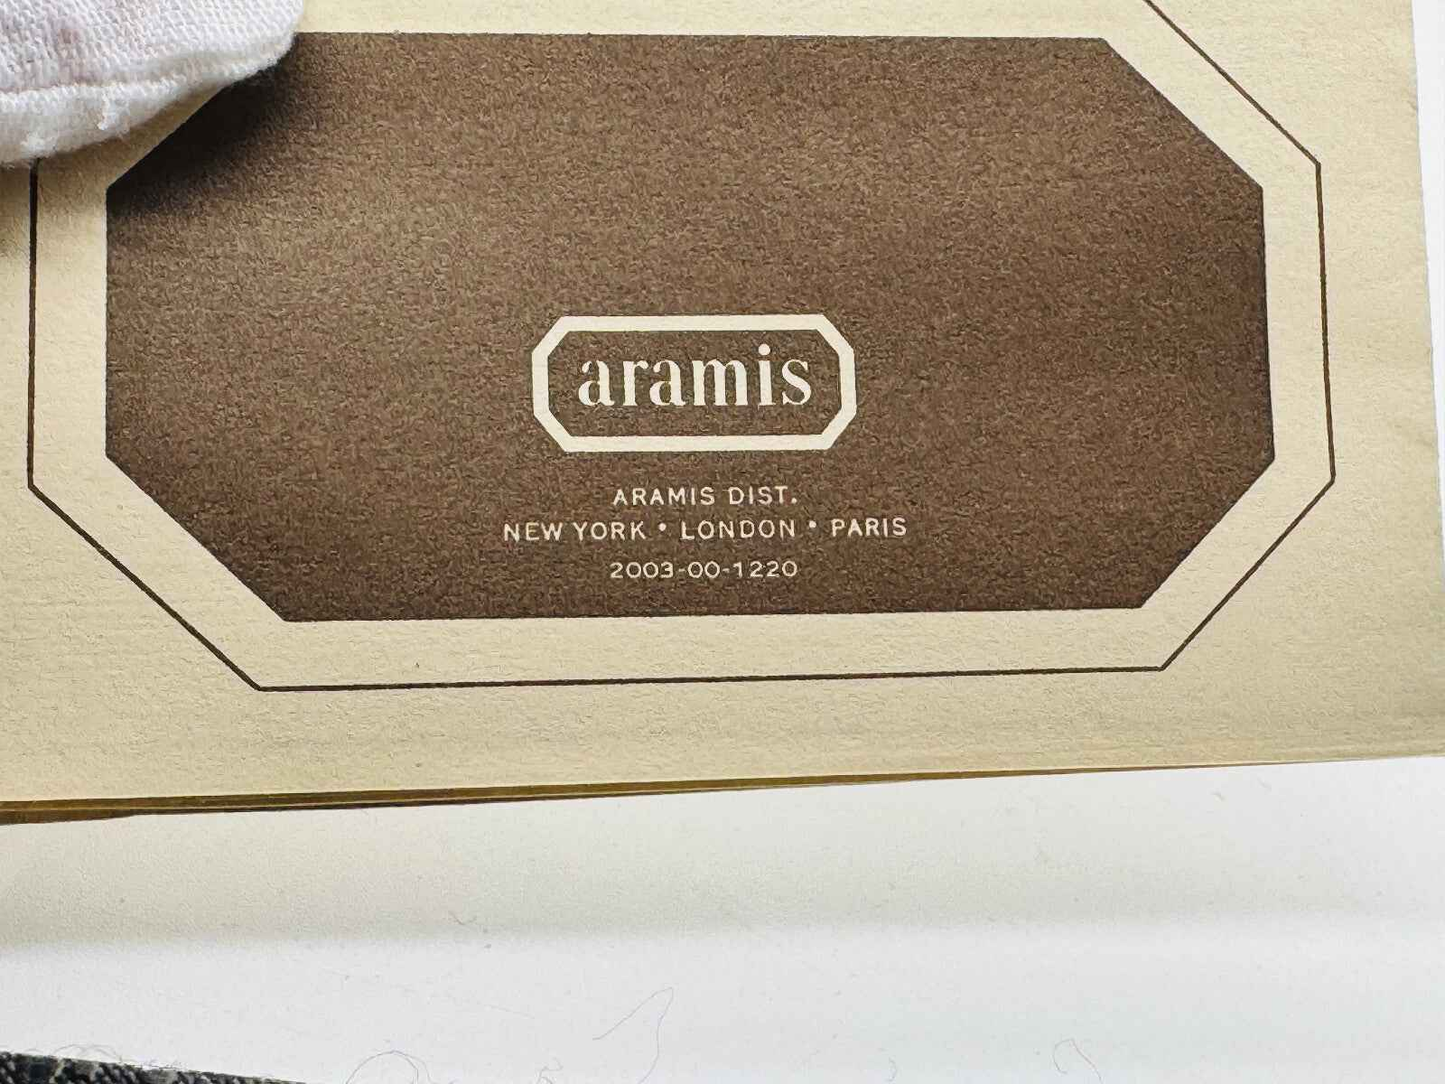 aramis
ARAMIS DIST.
NEW YORK • LONDON • PARIS
2003-00-1220